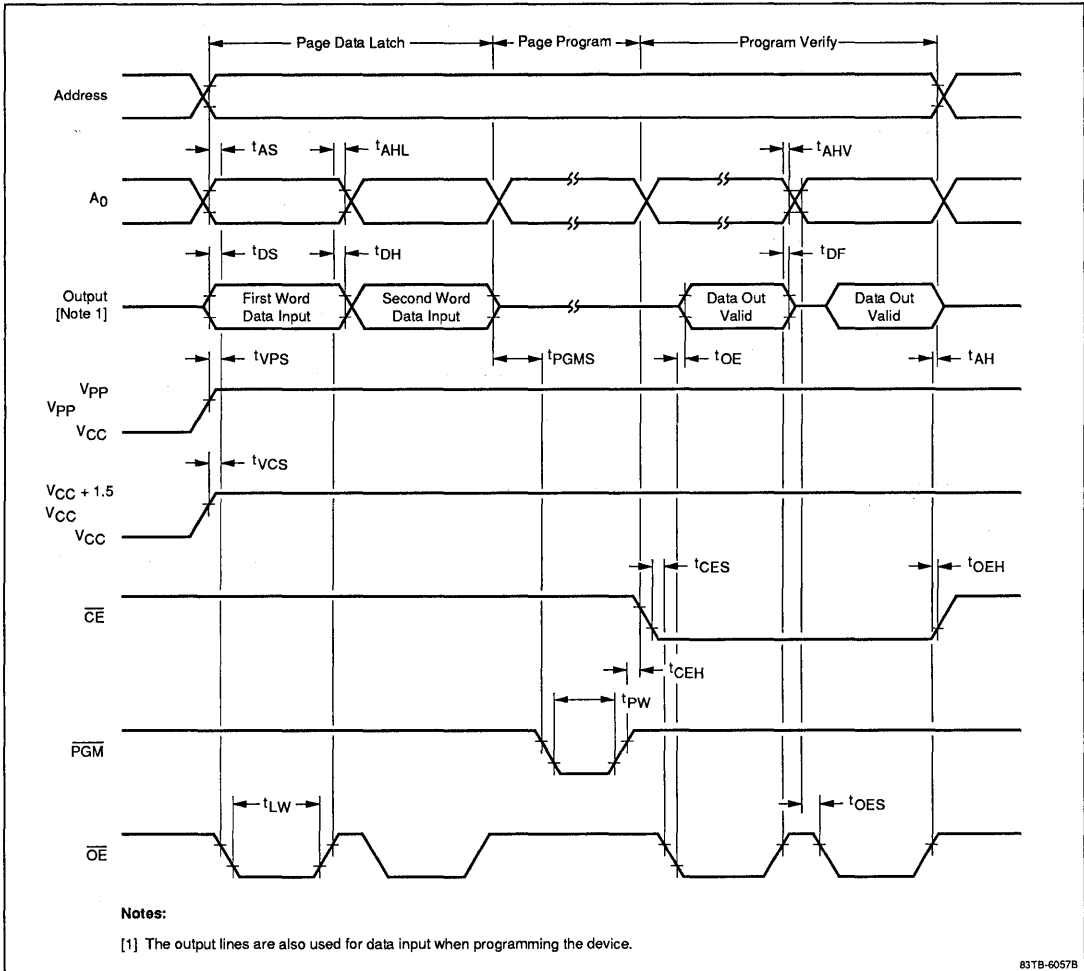 Page Data Latch
Page Program
Program Verify
Address
tAS
tAHL
tAHV
A0
tDS
tDH
tDF
Output
[Note 1]
First Word
Data Input
Second Word
Data Input
Data Out
Valid
Data Out
Valid
tVPS
tPGMS
tOE
tAH
VPP
VPP
VCC
tVCS
VCC + 1.5
VCC
VCC
tCES
tOEH
CE
tCEH
tPW
PGM
tLW
tOES
OE
Notes:
[1] The output lines are also used for data input when programming the device.
83TB-6057B